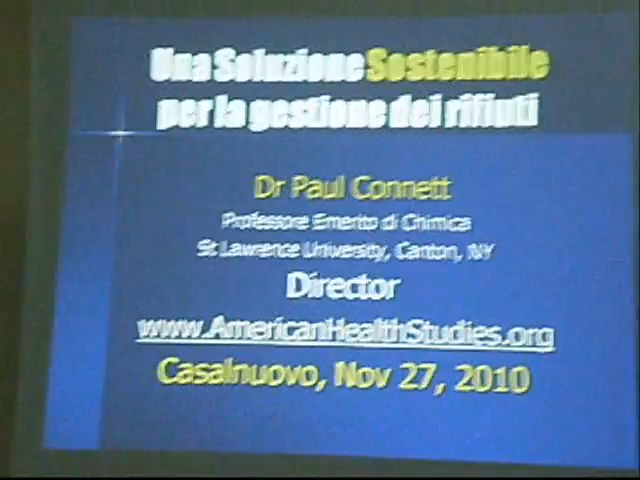 Una Soluzione Sostenibile
per la gestione dei rifiuti
Dr Paul Connett
Professore Emerito di Chimica
St Lawrence University, Canton, NY
Director
www.AmericanHealthStudies.org
Casalnuovo, Nov 27, 2010